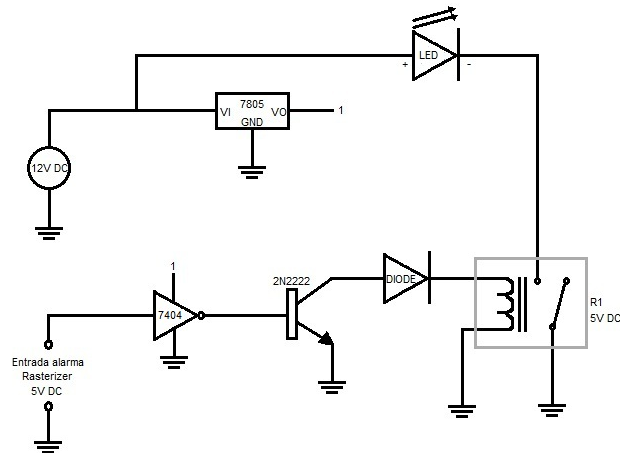 LED
+ -
7805
VI VO
GND
1
12V DC
2N2222
DIODE
1
7404
R1
5V DC
Entrada alarma
Rasterizer
5V DC